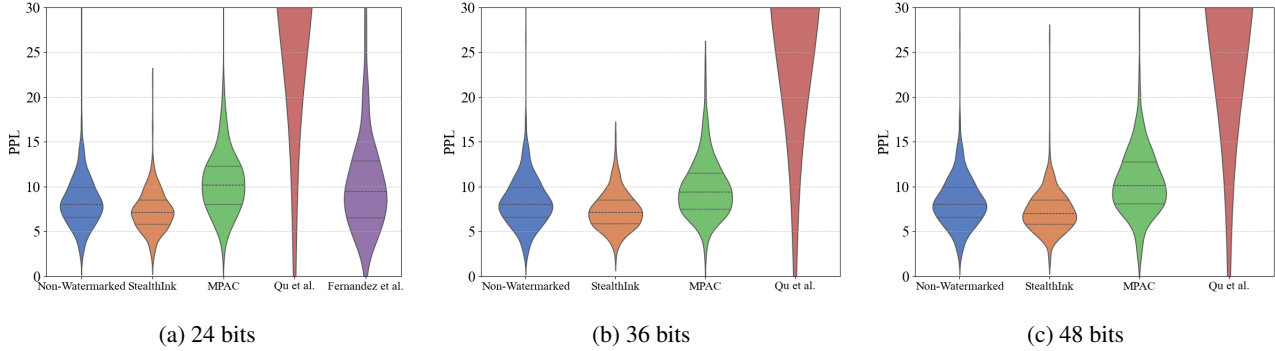 30
25
20
15
10
5
0
PPL
Non-Watermarked StealthInk MPAC Qu et al. Fernandez et al.
(a) 24 bits
30
25
20
15
10
5
0
PPL
Non-Watermarked StealthInk MPAC Qu et al.
(b) 36 bits
30
25
20
15
10
5
0
PPL
Non-Watermarked StealthInk MPAC Qu et al.
(c) 48 bits